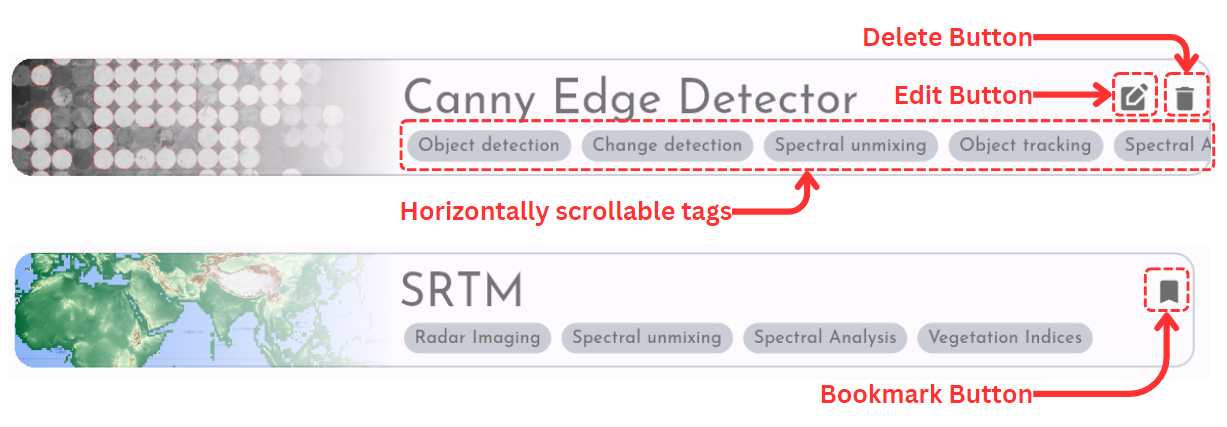 Delete Button
Canny Edge Detector
Edit Button
Object detection
Change detection
Spectral unmixing
Object tracking
Spectral A
Horizontally scrollable tags
SRTM
Radar Imaging
Spectral unmixing
Spectral Analysis
Vegetation Indices
Bookmark Button